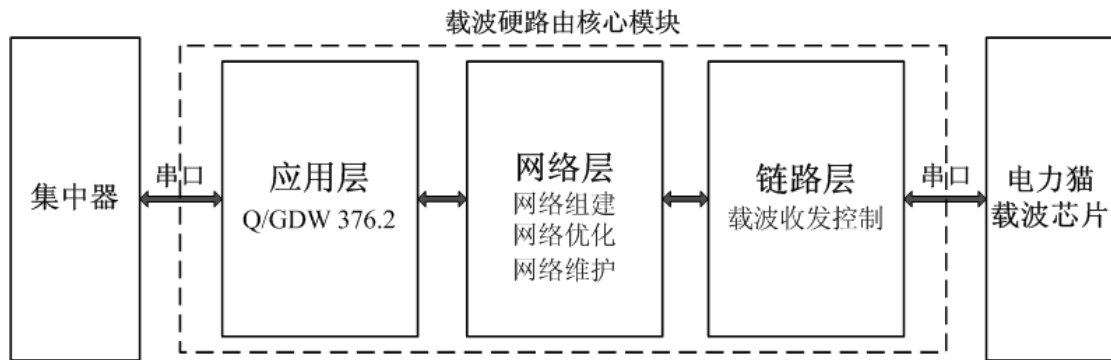 载波硬路由核心模块
集中器
串口
应用层
Q/GDW 376.2
网络层
网络组建
网络优化
网络维护
链路层
载波收发控制
串口
电力猫
载波芯片